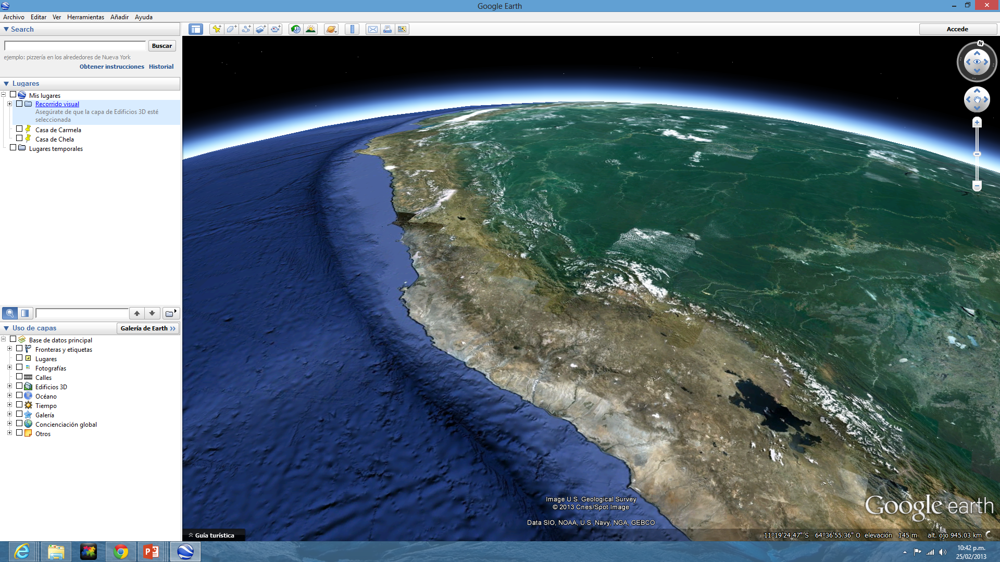 Google Earth
Archivo Editar Ver Herramientas Añadir Ayuda
Search
Buscar
ejemplo: pizzería en los alrededores de Nueva York
Obtener instrucciones Historial
Lugares
Mis lugares
Recorrido visual
Asegúrate de que la capa de Edificios 3D esté
seleccionada
Casa de Carmela
Casa de Chela
Lugares temporales
Uso de capas
Galería de Earth »
Base de datos principal
Fronteras y etiquetas
Lugares
Fotografías
Calles
Edificios 3D
Océano
Tiempo
Galería
Concienciación global
Otros
Accede
N
Image U.S. Geological Survey
© 2013 Cnes/Spot Image
Data SIO, NOAA, U.S. Navy, NGA, GEBCO
Google earth
Guía turística
11°19'24.47" S 64°36'55.36" O elevación 145 m alt. ojo 945.03 km
10:42 p.m.
25/02/2013